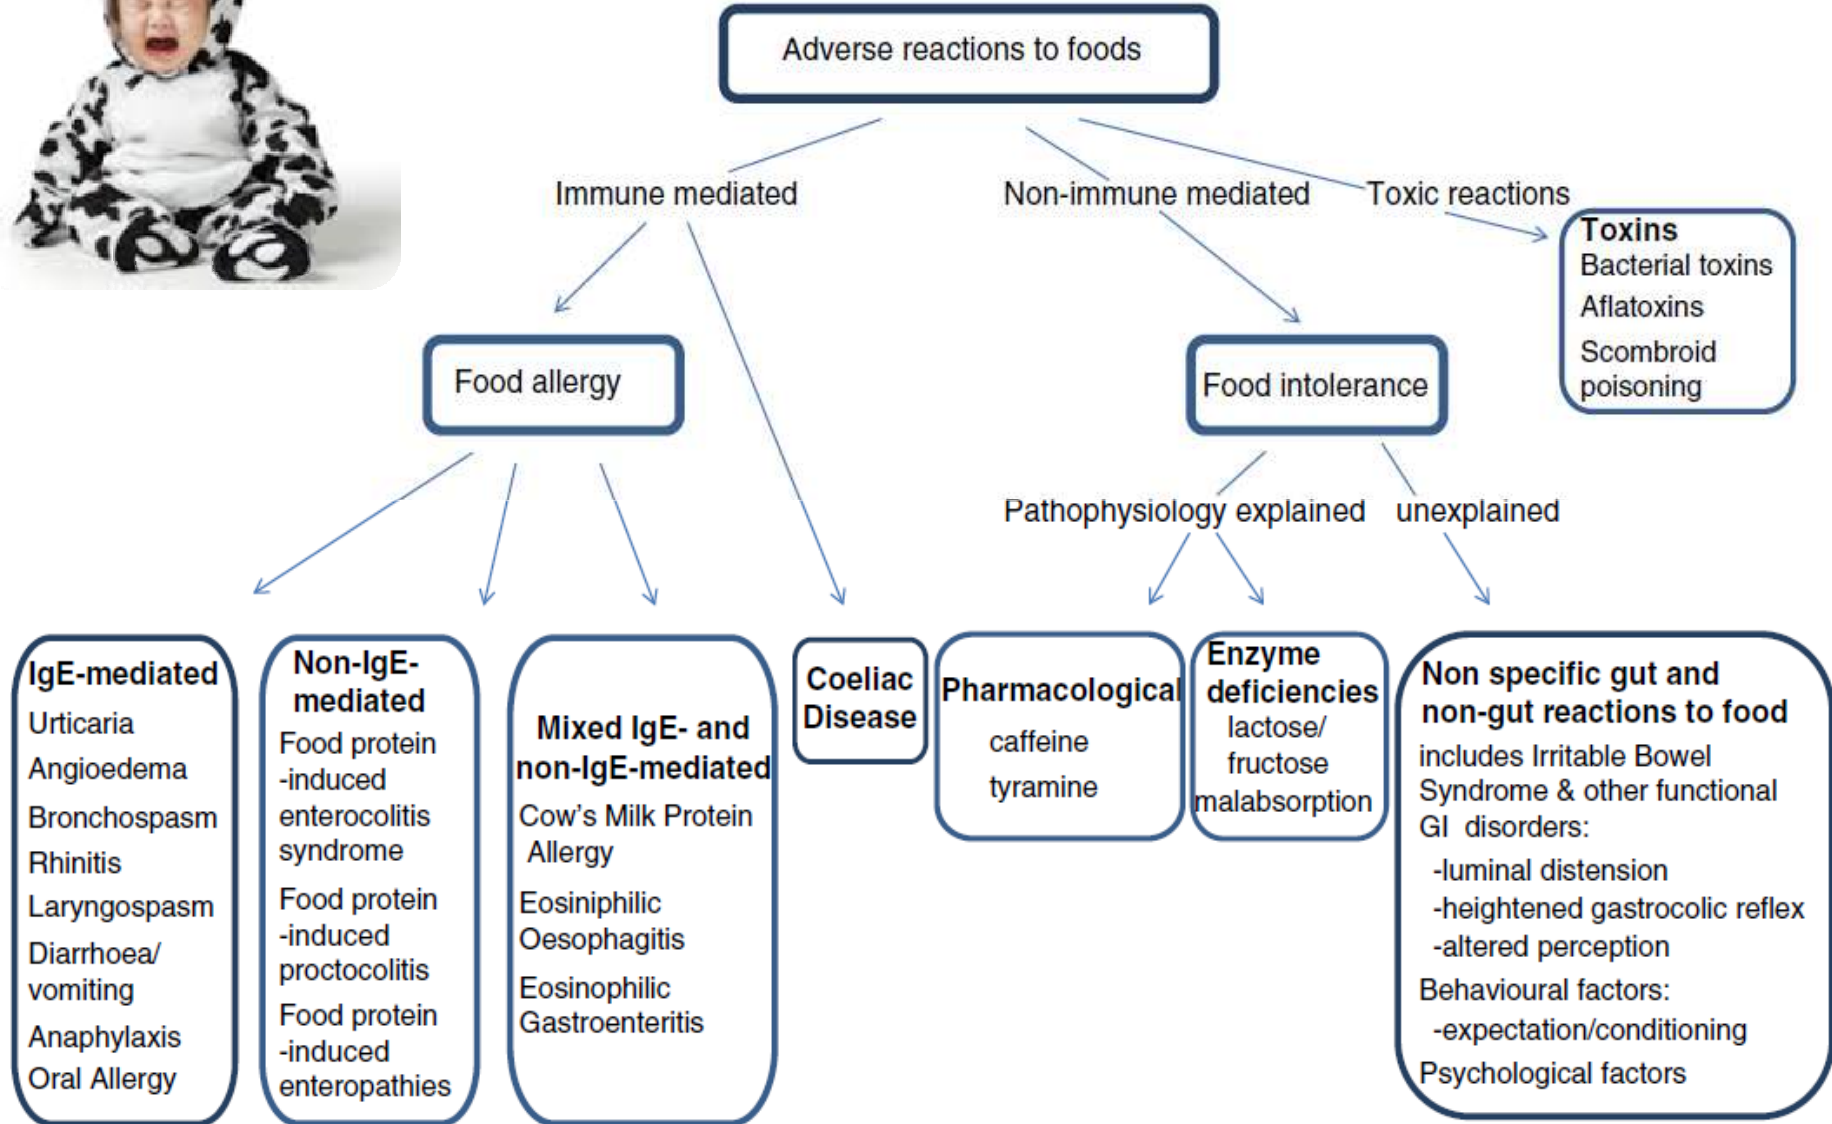 Adverse reactions to foods
Immune mediated
Non-immune mediated
Toxic reactions
Toxins
Bacterial toxins
Aflatoxins
Scombroid
poisoning
Food allergy
Food intolerance
Pathophysiology explained
unexplained
IgE-mediated
Urticaria
Angioedema
Bronchospasm
Rhinitis
Laryngospasm
Diarrhoea/
vomiting
Anaphylaxis
Oral Allergy
Non-IgE-
mediated
Food protein
-induced
enterocolitis
syndrome
Food protein
-induced
proctocolitis
Food protein
-induced
enteropathies
Mixed IgE- and
non-IgE-mediated
Cow's Milk Protein
Allergy
Eosiniphilic
Oesophagitis
Eosinophilic
Gastroenteritis
Coeliac
Disease
Pharmacological
caffeine
tyramine
Enzyme
deficiencies
lactose/
fructose
malabsorption
Non specific gut and
non-gut reactions to food
includes Irritable Bowel
Syndrome & other functional
GI disorders:
-luminal distension
-heightened gastrocolic reflex
-altered perception
Behavioural factors:
-expectation/conditioning
Psychological factors